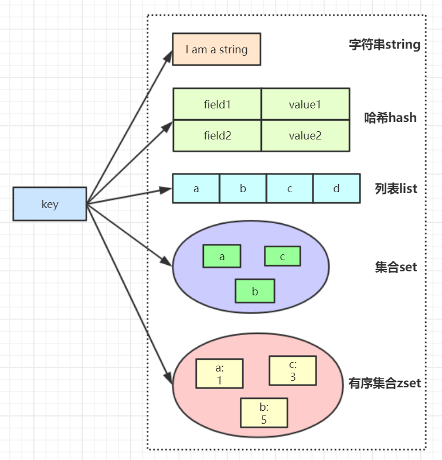 字符串string
I am a string
哈希hash
field1 value1
field2 value2
key
a b c d
列表list
a c
b
集合set
a:
1
c:
3
b:
5
有序集合zset